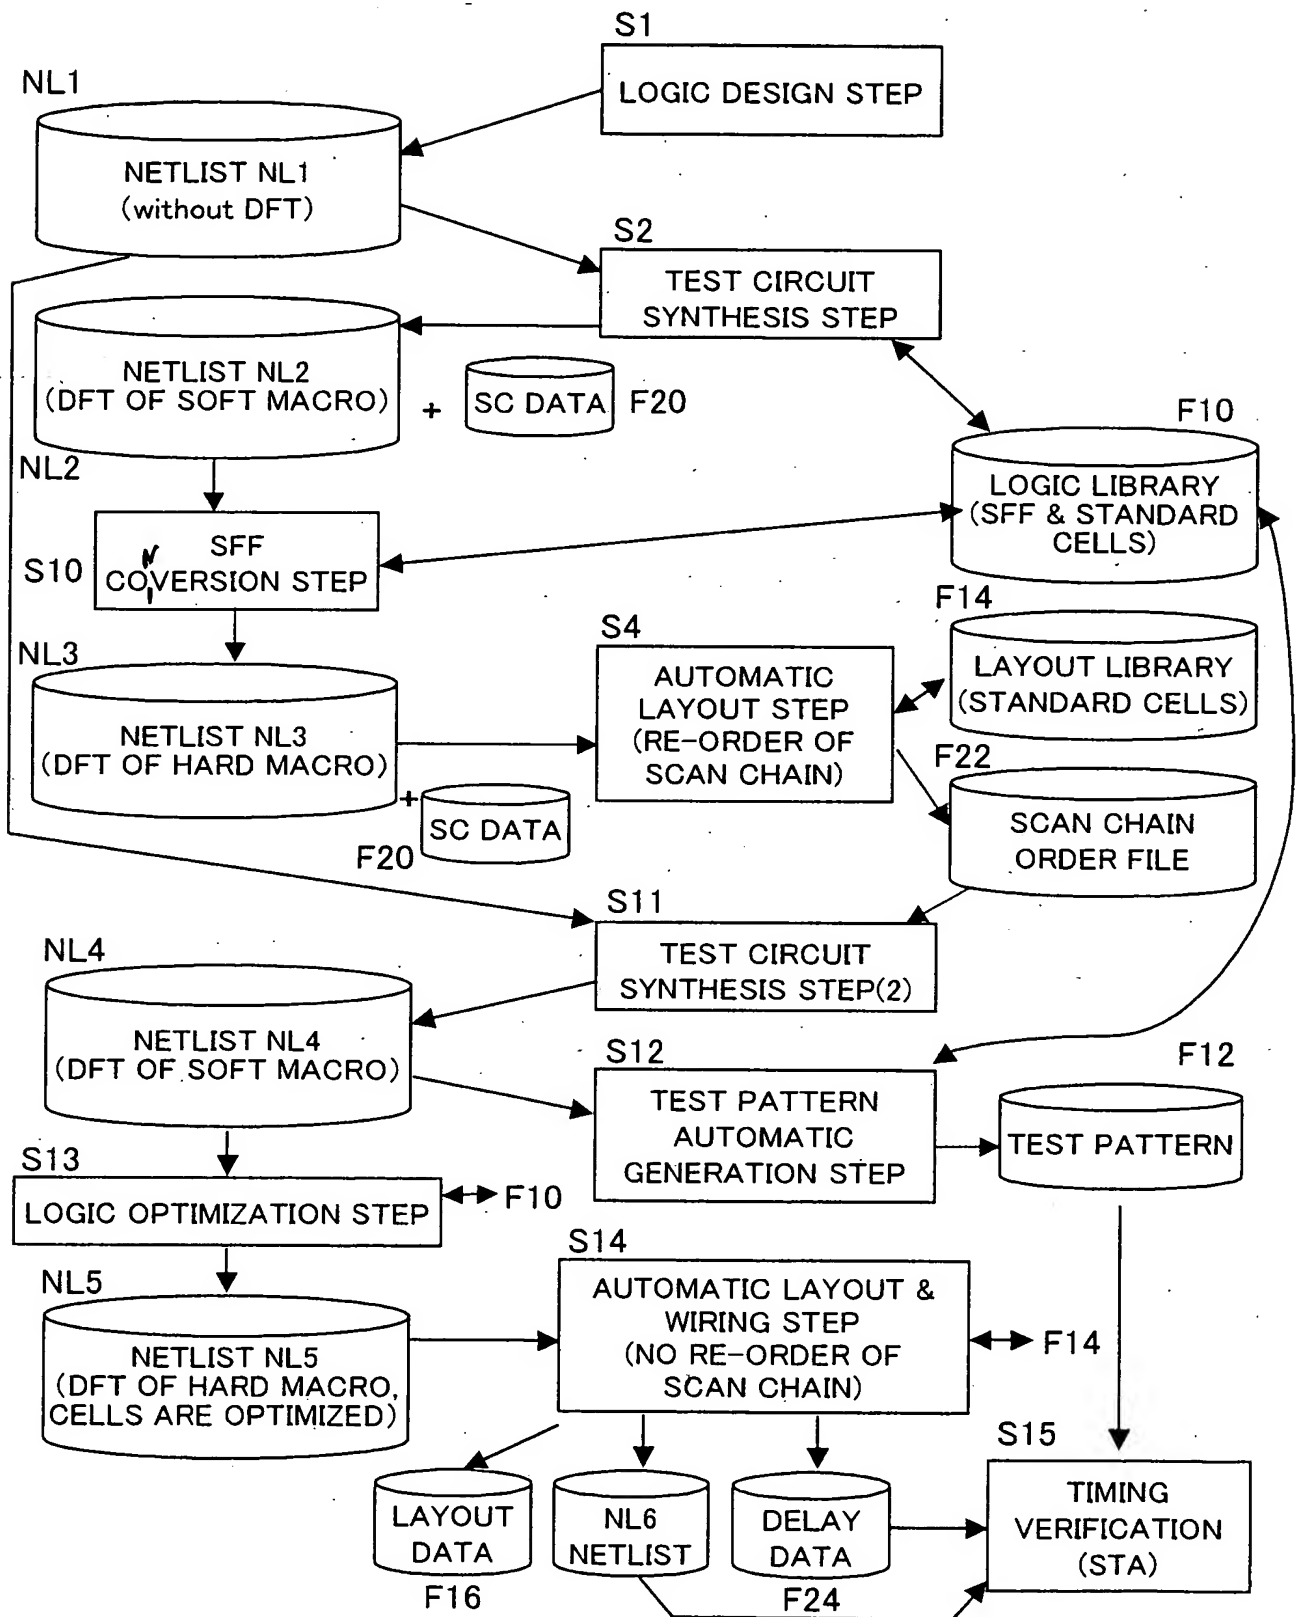 S1
LOGIC DESIGN STEP
NL1
NETLIST NL1
(without DFT)
S2
TEST CIRCUIT
SYNTHESIS STEP
NETLIST NL2
(DFT OF SOFT MACRO)
+
SC DATA
F20
NL2
F10
LOGIC LIBRARY
(SFF & STANDARD
CELLS)
S10
SFF
CONVERSION STEP
NL3
NETLIST NL3
(DFT OF HARD MACRO)
+
SC DATA
F20
S4
AUTOMATIC
LAYOUT STEP
(RE-ORDER OF
SCAN CHAIN)
F14
LAYOUT LIBRARY
(STANDARD CELLS)
F22
SCAN CHAIN
ORDER FILE
S11
TEST CIRCUIT
SYNTHESIS STEP(2)
NL4
NETLIST NL4
(DFT OF SOFT MACRO)
S12
TEST PATTERN
AUTOMATIC
GENERATION STEP
F12
TEST PATTERN
S13
LOGIC OPTIMIZATION STEP
F10
NL5
NETLIST NL5
(DFT OF HARD MACRO,
CELLS ARE OPTIMIZED)
S14
AUTOMATIC LAYOUT &
WIRING STEP
(NO RE-ORDER OF
SCAN CHAIN)
F14
LAYOUT
DATA
F16
NL6
NETLIST
DELAY
DATA
F24
S15
TIMING
VERIFICATION
(STA)